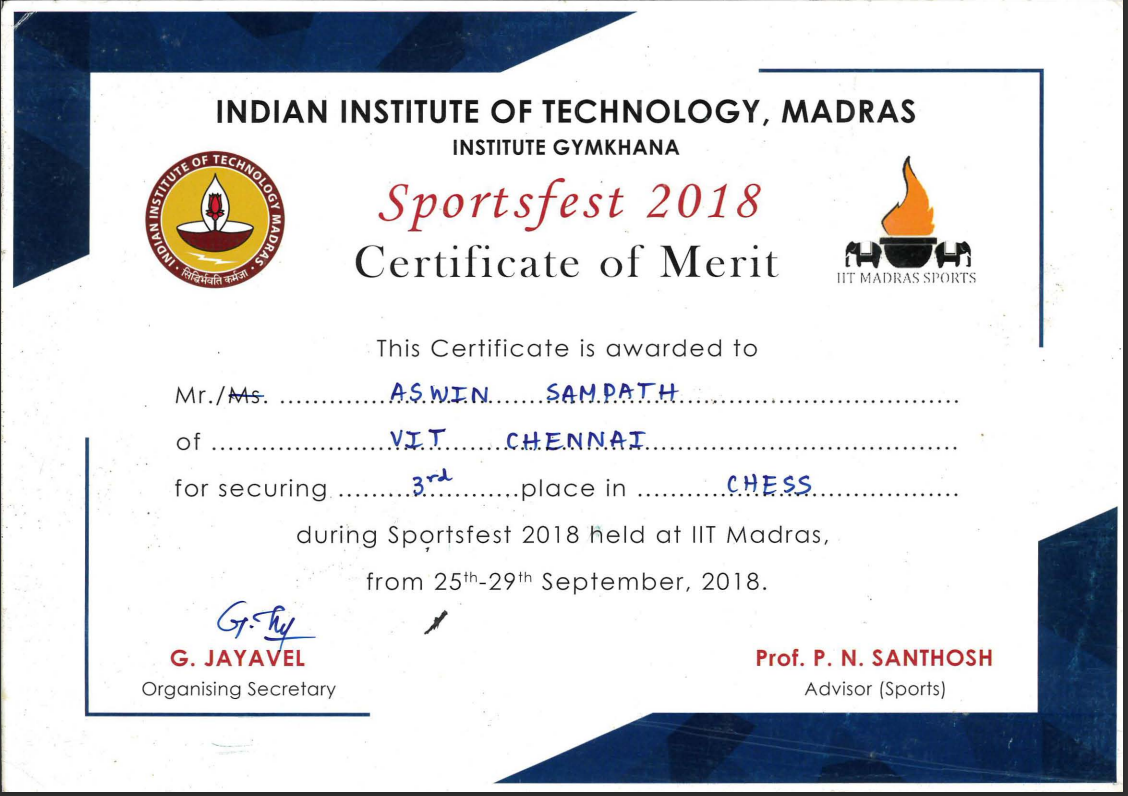 INDIAN INSTITUTE OF TECHNOLOGY, MADRAS
INSTITUTE GYMKHANA
Sportsfest 2018
Certificate of Merit
INDIAN INSTITUTE OF TECHNOLOGY MADRAS
सिद्धिर्भवति कर्मजा
IIT MADRAS SPORTS
This Certificate is awarded to
Mr./Ms. ASWIN SAMPATH
of VIT CHENNAI
for securing 3rd place in CHESS
during Sportsfest 2018 held at IIT Madras,
from 25th-29th September, 2018.
G. JAYAVEL
Organising Secretary
Prof. P. N. SANTHOSH
Advisor (Sports)